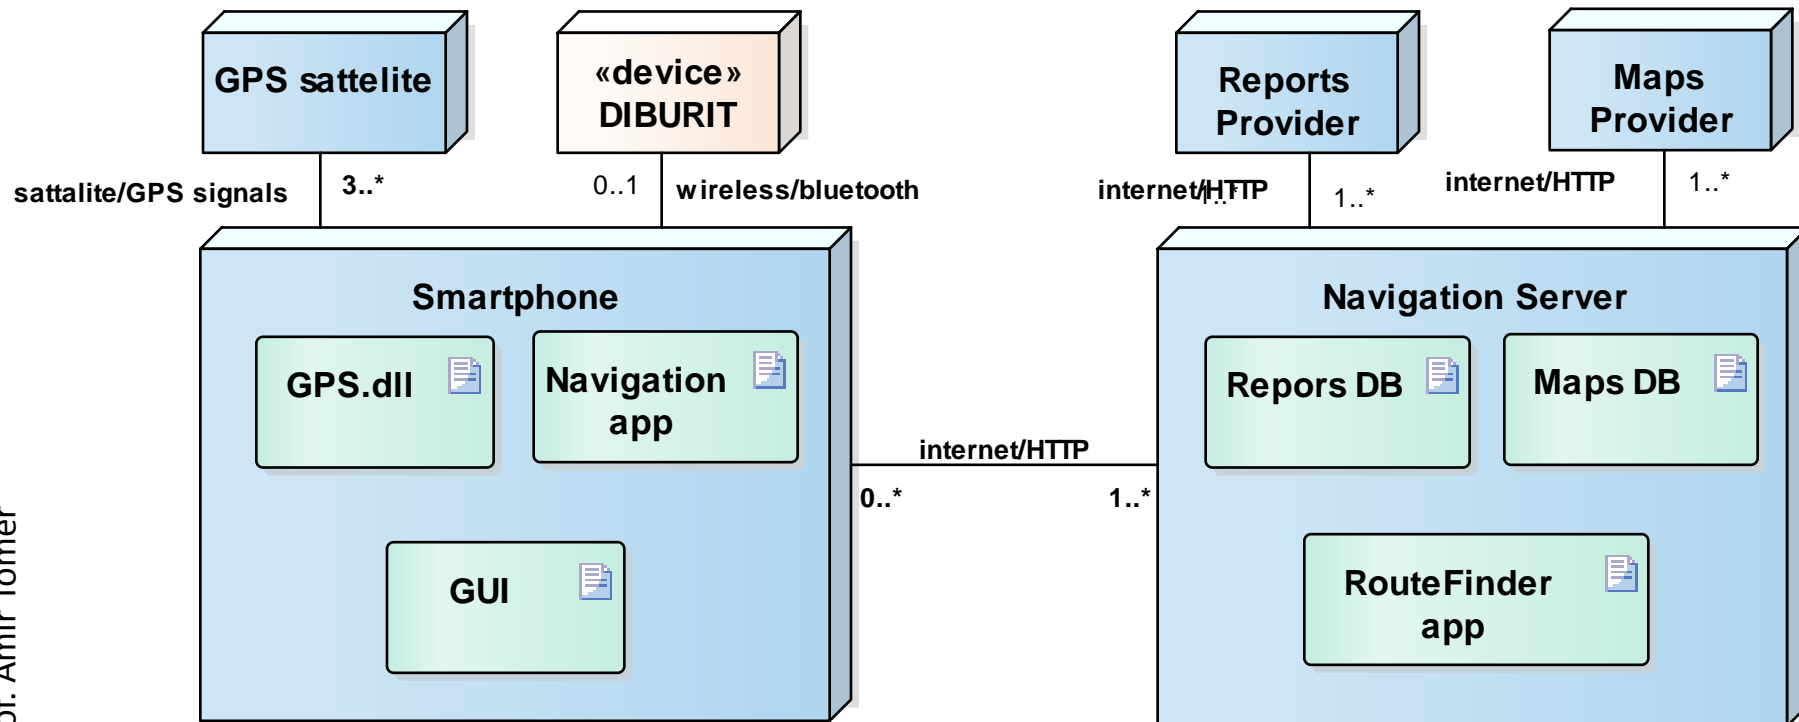 GPS sattelite
«device»
DIBURIT
Reports
Provider
Maps
Provider
sattalite/GPS signals
3..*
0..1
wireless/bluetooth
internet/HTTP
1..*
internet/HTTP
1..*
Smartphone
GPS.dll
Navigation
app
GUI
internet/HTTP
0..*
1..*
Navigation Server
Repors DB
Maps DB
RouteFinder
app
Amir Tomer